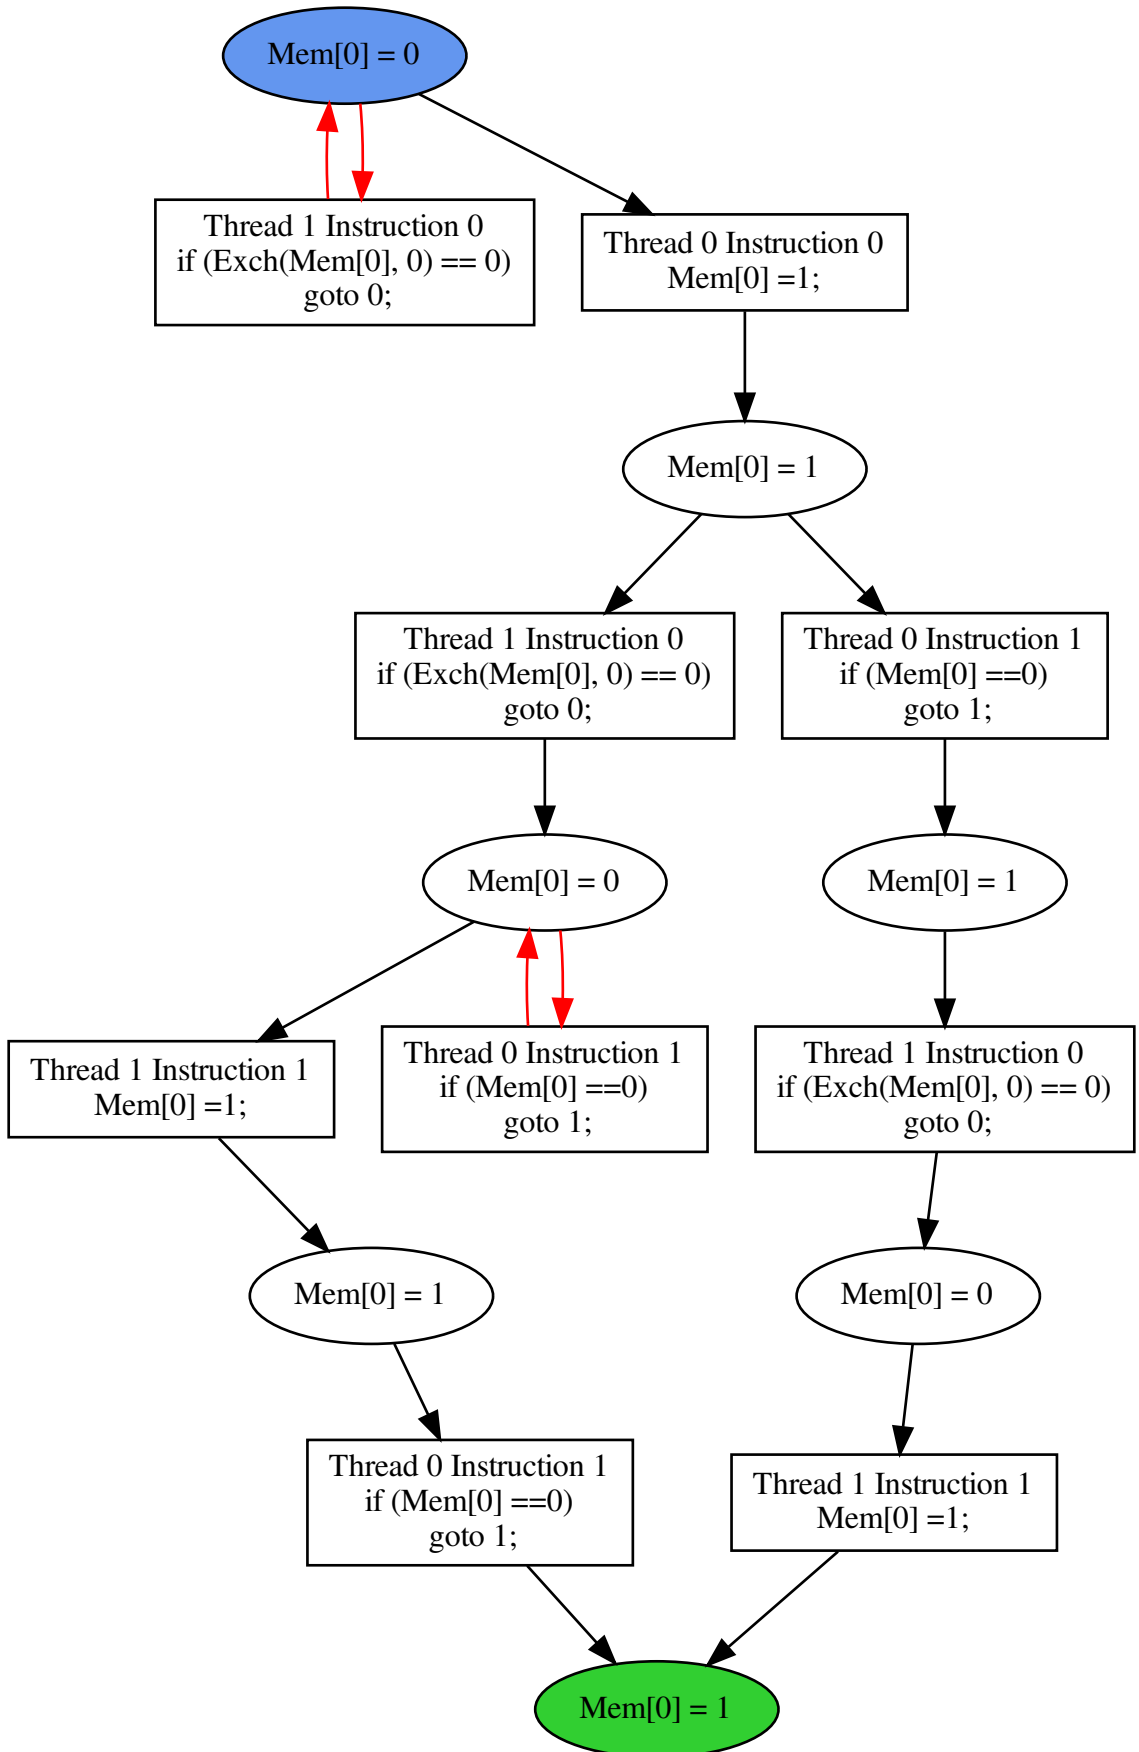 Mem[0] = 0
Thread 1 Instruction 0
if (Exch(Mem[0], 0) == 0)
goto 0;
Thread 0 Instruction 0
Mem[0] =1;
Mem[0] = 1
Thread 1 Instruction 0
if (Exch(Mem[0], 0) == 0)
goto 0;
Thread 0 Instruction 1
if (Mem[0] ==0)
goto 1;
Mem[0] = 0
Mem[0] = 1
Thread 1 Instruction 1
Mem[0] =1;
Thread 0 Instruction 1
if (Mem[0] ==0)
goto 1;
Thread 1 Instruction 0
if (Exch(Mem[0], 0) == 0)
goto 0;
Mem[0] = 1
Mem[0] = 0
Thread 0 Instruction 1
if (Mem[0] ==0)
goto 1;
Thread 1 Instruction 1
Mem[0] =1;
Mem[0] = 1